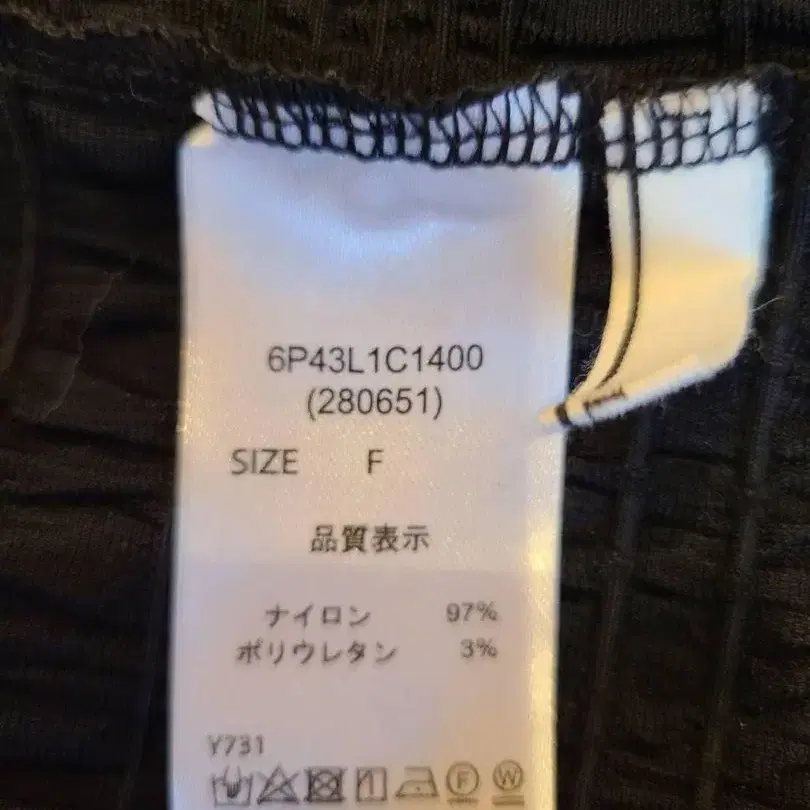 6P43L1C1400
(280651)
SIZE F
品質表示
ナイロン 97%
ポリウレタン 3%
Y731
F W